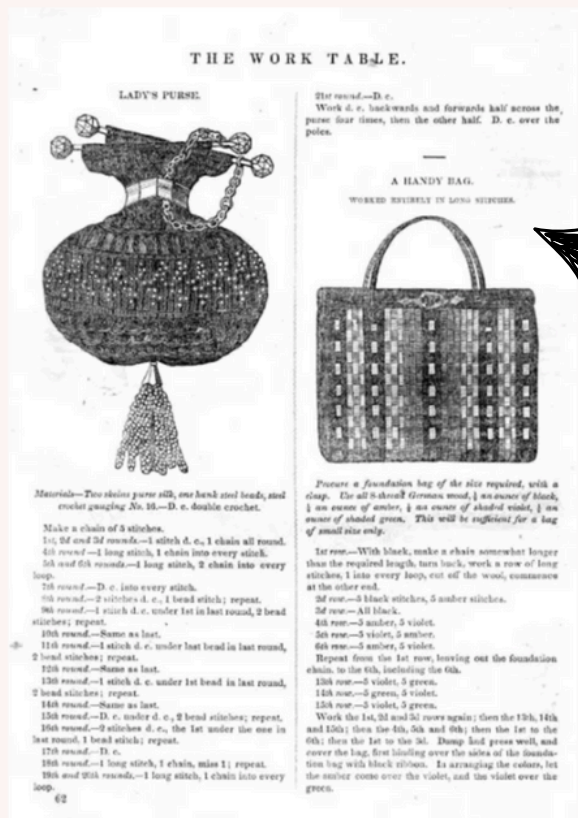 THE WORK TABLE.
LADY'S PURSE.
Materials—Two skeins purse silk, one hank steel beads, steel
crochet gauging No. 16.—D. c. double crochet.
Make a chain of 5 stitches.
1st, 2d and 3d rounds.—1 stitch d. c., 1 chain all round.
4th round—1 long stitch, 1 chain into every stitch.
5th and 6th rounds.—1 long stitch, 2 chain into every
loop.
7th round.—D. c. into every stitch.
8th round.—2 stitches d. c., 1 bead stitch; repeat.
9th round.—1 stitch d. c. under 1st in last round, 2 bead
stitches; repeat.
10th round.—Same as last.
11th round.—1 stitch d. c. under last bead in last round,
2 bead stitches; repeat.
12th round.—Same as last.
13th round.—1 stitch d. c. under 1st bead in last round,
2 bead stitches; repeat.
14th round.—Same as last.
15th round.—D. c. under d. c., 2 bead stitches; repeat.
16th round.—2 stitches d. c., the 1st under the one in
last round, 1 bead stitch; repeat.
17th round.—D. c.
18th round.—1 long stitch, 1 chain, miss 1; repeat.
19th and 20th rounds.—1 long stitch, 1 chain into every
loop.
62
21st round.—D. c.
Work d. c. backwards and forwards half across the
purse four times, then the other half. D. c. over the
poles.
A HANDY BAG.
WORKED ENTIRELY IN LONG STITCHES.
Procure a foundation bag of the size required, with a
clasp. Use all 8-thread German wool, ounce of black,
ounce of amber, ounce of shaded violet, an
ounce of shaded green. This will be sufficient for a bag
of small size only.
1st row.—With black, make a chain somewhat longer
than the required length, turn back, work a row of long
stitches, 1 into every loop, cut off the wool, commence
at the other end.
2d row.—5 black stitches, 5 amber stitches.
3d row.—All black.
4th row.—5 amber, 5 violet.
5th row.—5 violet, 5 amber.
6th row.—5 amber, 5 violet.
Repeat from the 1st row, leaving out the foundation
chain, to the 6th, including the 6th.
13th row.—5 violet, 5 green.
14th row.—5 green, 5 violet.
15th row.—5 violet, 5 green.
Work the 1st, 2d and 3d rows again; then the 13th, 14th
and 15th; then the 4th, 5th and 6th; then the 1st to the
6th; then the 1st to the 3d. Damp and press well, and
cover the bag, first binding over the sides of the founda-
tion bag with black ribbon. In arranging the colors, let
the amber come over the violet, and the violet over the
green.